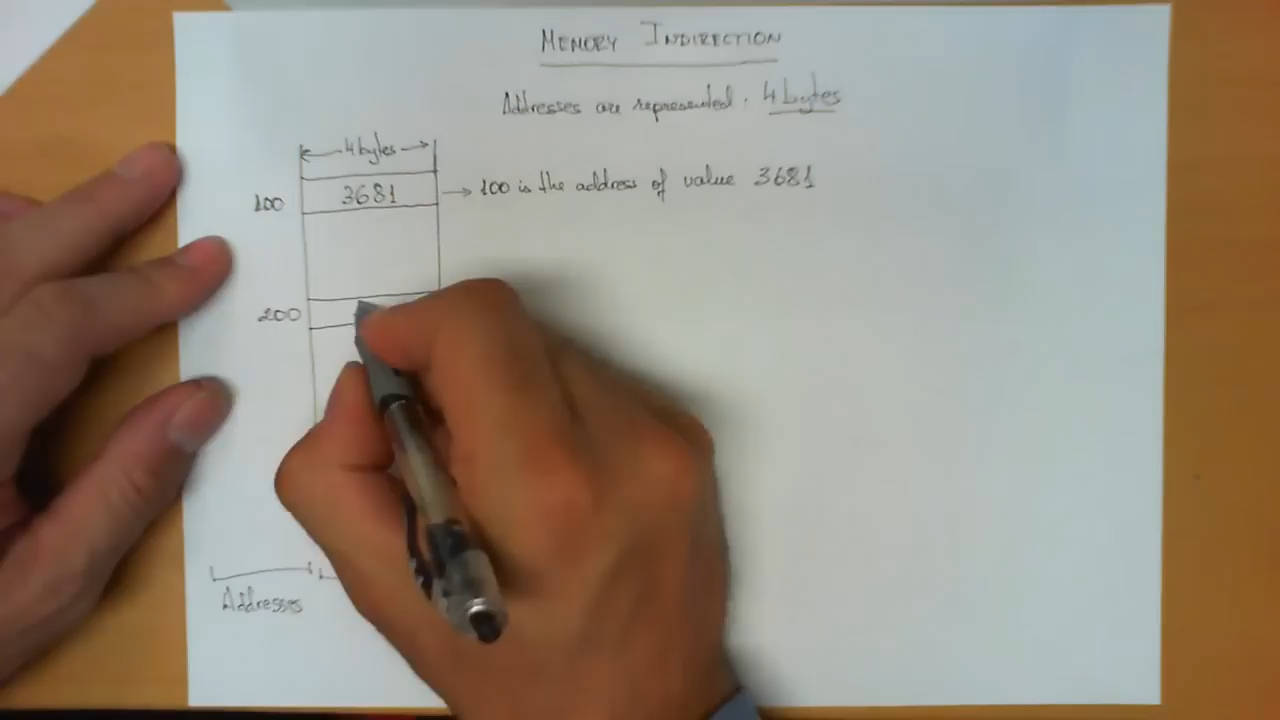 MEMORY INDIRECTION
Addresses are represented. 4 bytes
4 bytes
100 3681 → 100 is the address of value 3681
200
Addresses